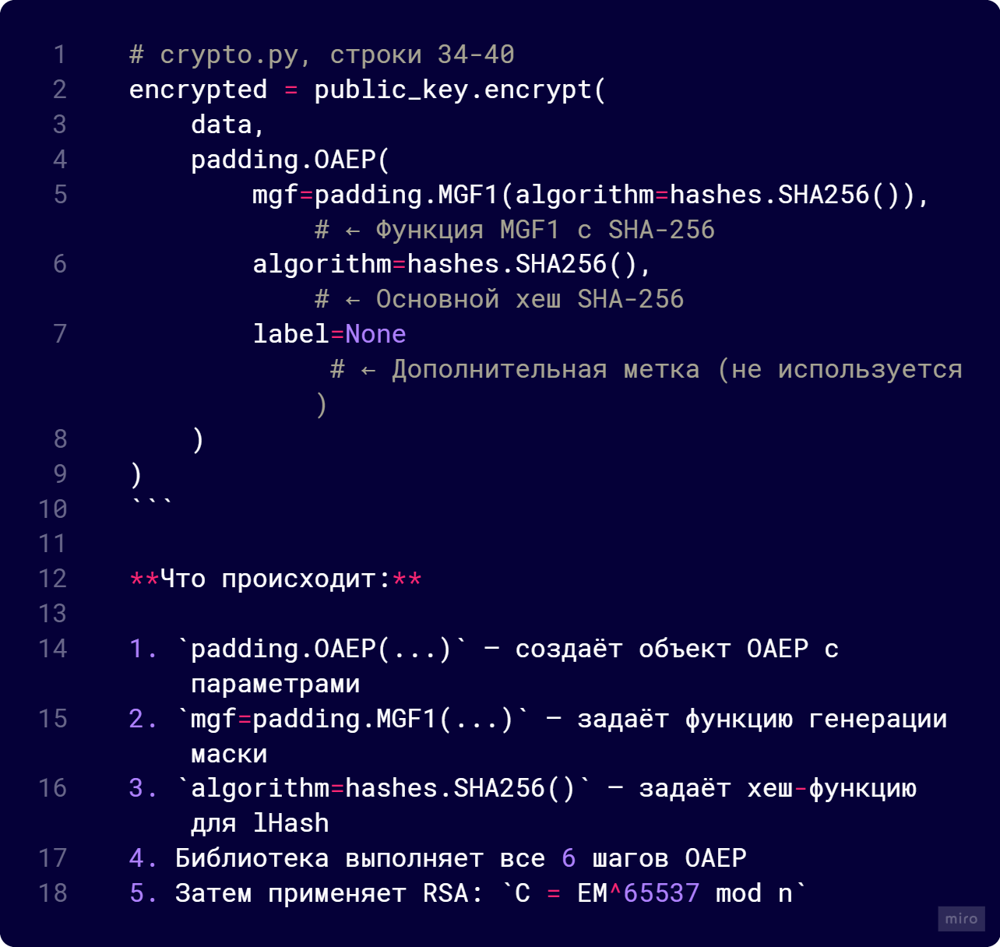 1 # crypto.py, строки 34-40
2 encrypted = public_key.encrypt(
3 data,
4 padding.OAEP(
5 mgf=padding.MGF1(algorithm=hashes.SHA256()),
# ← Функция MGF1 с SHA-256
6 algorithm=hashes.SHA256(),
# ← Основной хеш SHA-256
7 label=None
# ← Дополнительная метка (не используется
)
8 )
9 )
10 ```
11
12 **Что происходит:**
13
14 1. `padding.OAEP(...)` — создаёт объект OAEP с
параметрами
15 2. `mgf=padding.MGF1(...)` — задаёт функцию генерации
маски
16 3. `algorithm=hashes.SHA256()` — задаёт хеш-функцию
для lHash
17 4. Библиотека выполняет все 6 шагов OAEP
18 5. Затем применяет RSA: `C = EM^65537 mod n`
miro